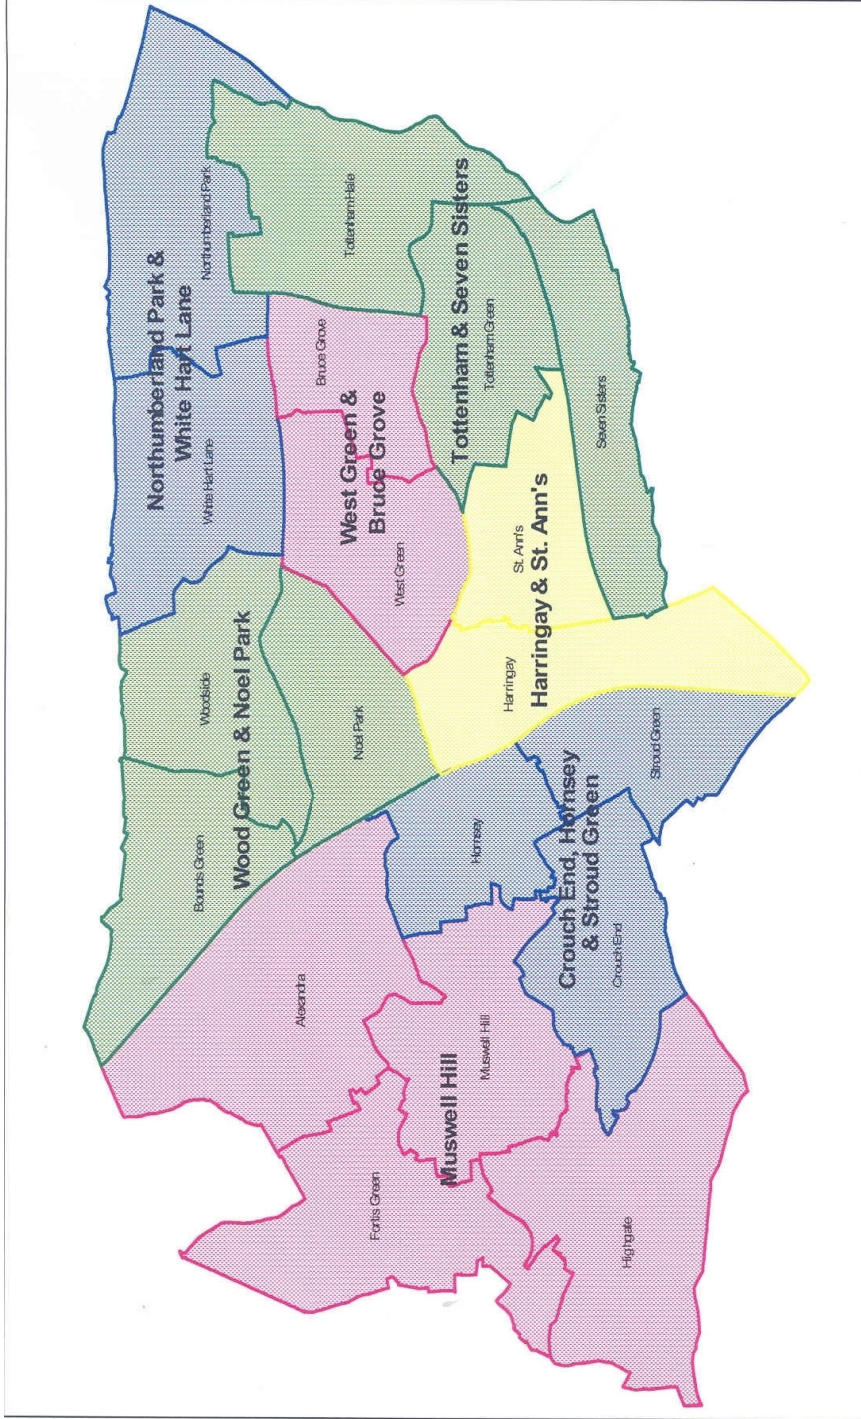 Northumberland Park &
White Hart Lane
Northumberland Park
White Hart Lane
Woodside
Bounds Green
Wood Green & Noel Park
Noel Park
West Green &
Bruce Grove
Bruce Grove
West Green
Tottenham Hale
Tottenham & Seven Sisters
Tottenham Green
Seven Sisters
St. Ann's
Harringay & St. Ann's
Harringay
Stroud Green
Hornsey
Crouch End, Hornsey
& Stroud Green
Crouch End
Alexandra
Muswell Hill
Muswell Hill
Fortis Green
Highgate